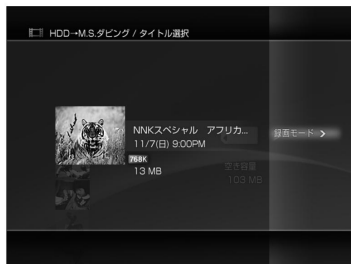 HDD→M.S.ダビング / タイトル選択
NNKスペシャル アフリカ...
11/7(日) 9:00PM
録画モード >
768K
13 MB
空き容量
103 MB